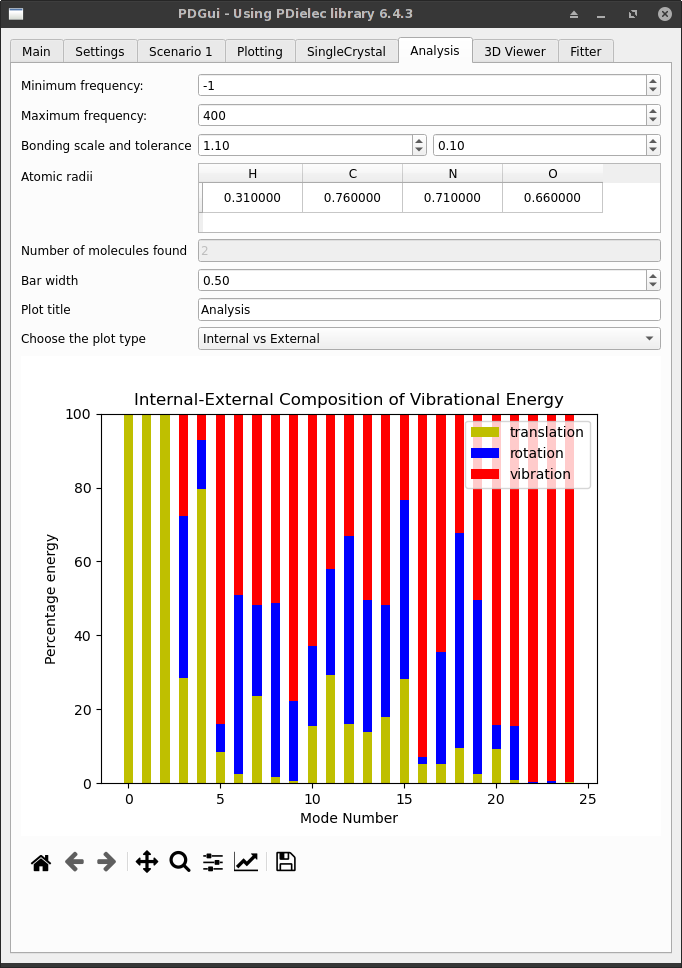 PDGui - Using PDielec library 6.4.3
Main Settings Scenario 1 Plotting SingleCrystal Analysis 3D Viewer Fitter
Minimum frequency: -1
Maximum frequency: 400
Bonding scale and tolerance 1.10 0.10
Atomic radii H C N O
0.310000 0.760000 0.710000 0.660000
Number of molecules found 2
Bar width 0.50
Plot title Analysis
Choose the plot type Internal vs External
Internal-External Composition of Vibrational Energy
100
translation
rotation
vibration
80
60
Percentage energy
40
20
0
0 5 10 15 20 25
Mode Number